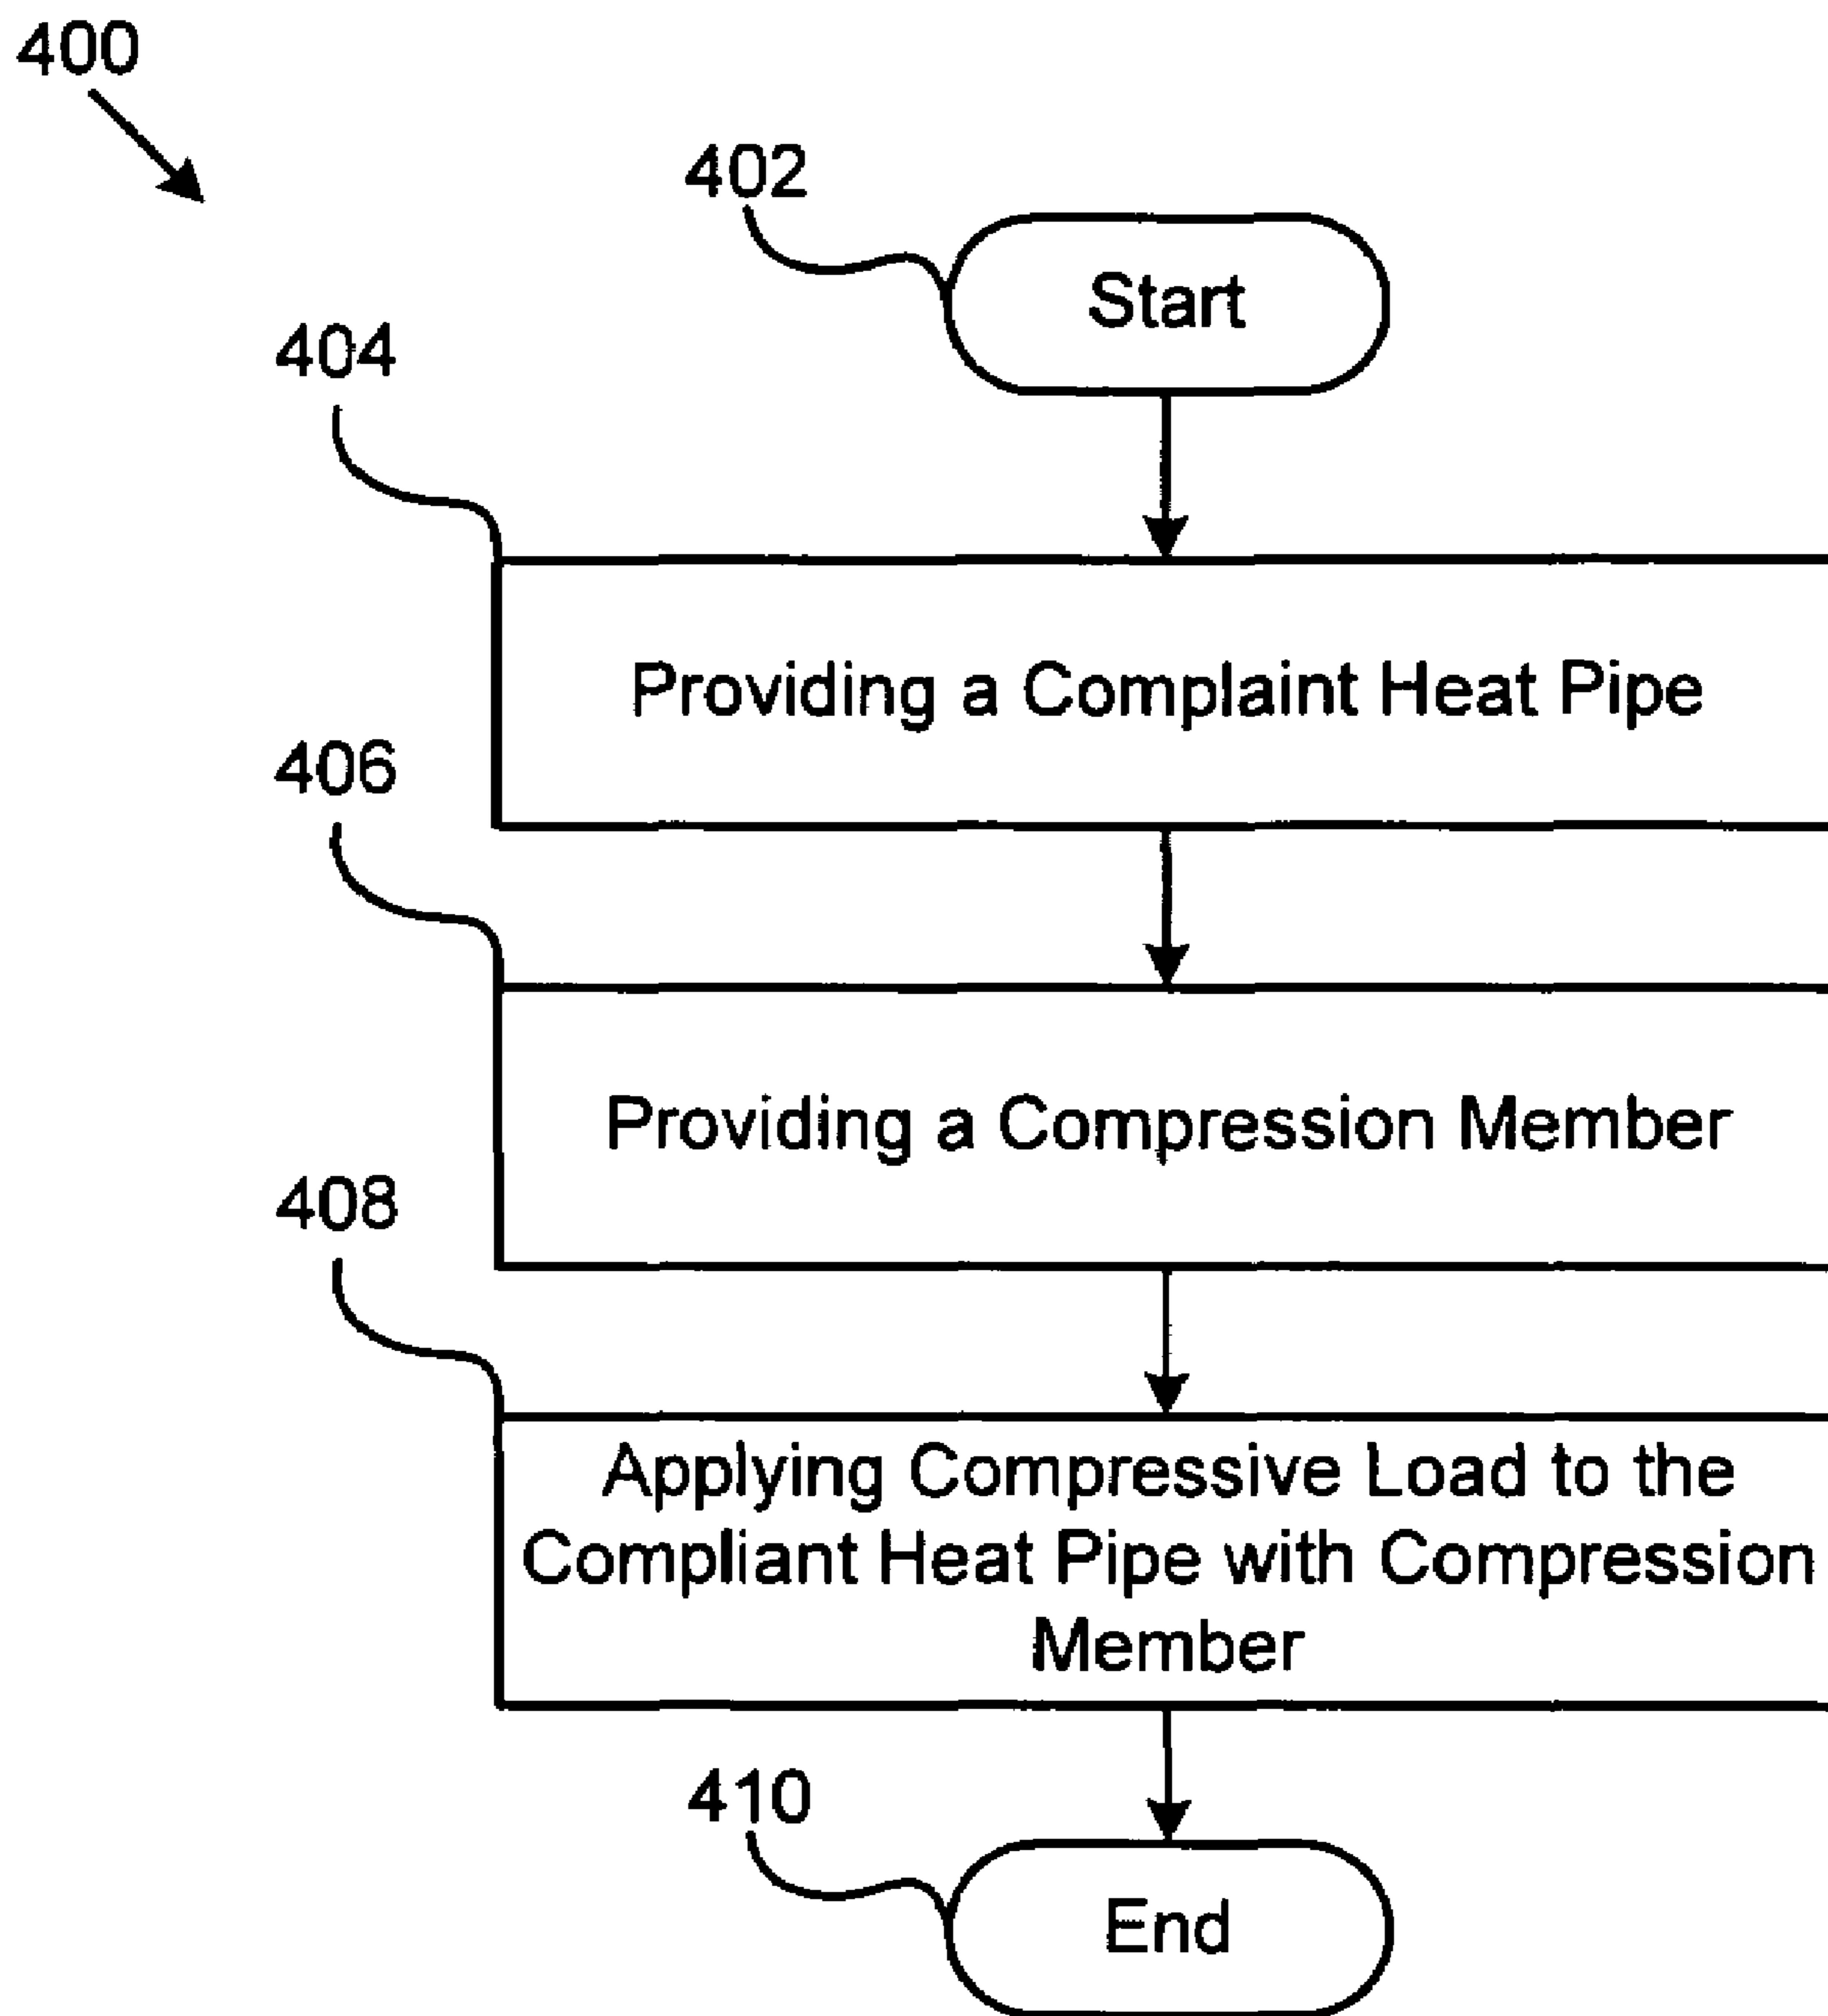 400
402
Start
404
Providing a Complaint Heat Pipe
406
Providing a Compression Member
408
Applying Compressive Load to the
Compliant Heat Pipe with Compression
Member
410
End